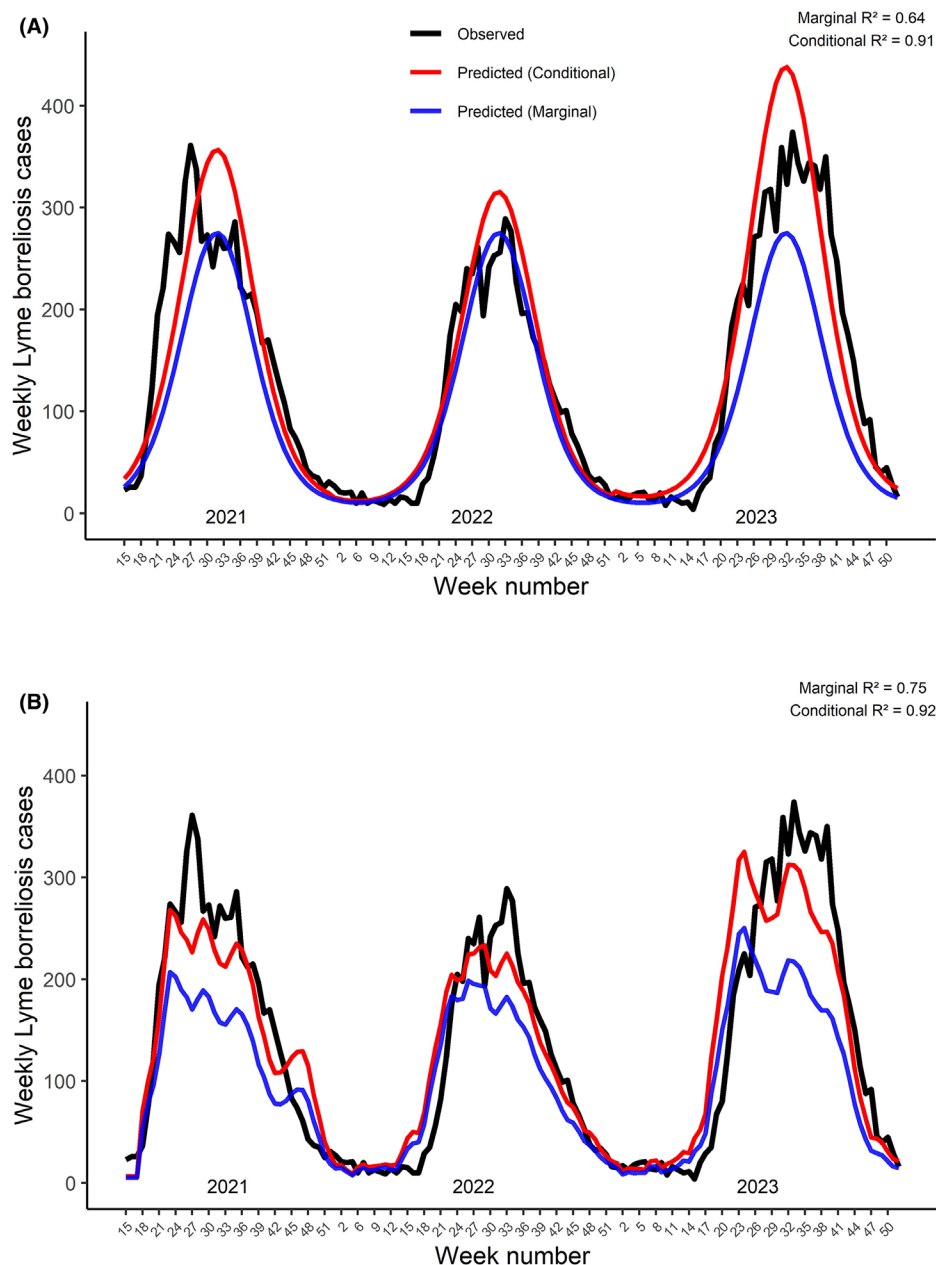 (A)
Marginal R² = 0.64
Conditional R² = 0.91
Observed
Predicted (Conditional)
Predicted (Marginal)
Weekly Lyme borreliosis cases
400
300
200
100
0
2021 2022 2023
15 18 21 24 27 30 33 36 39 42 45 48 51 2 6 9 12 15 18 21 24 27 30 33 36 39 42 45 48 51 2 5 8 11 14 17 20 23 26 29 32 35 38 41 44 47 50
Week number
(B)
Marginal R² = 0.75
Conditional R² = 0.92
Weekly Lyme borreliosis cases
400
300
200
100
0
2021 2022 2023
15 18 21 24 27 30 33 36 39 42 45 48 51 2 6 9 12 15 18 21 24 27 30 33 36 39 42 45 48 51 2 5 8 11 14 17 20 23 26 29 32 35 38 41 44 47 50
Week number